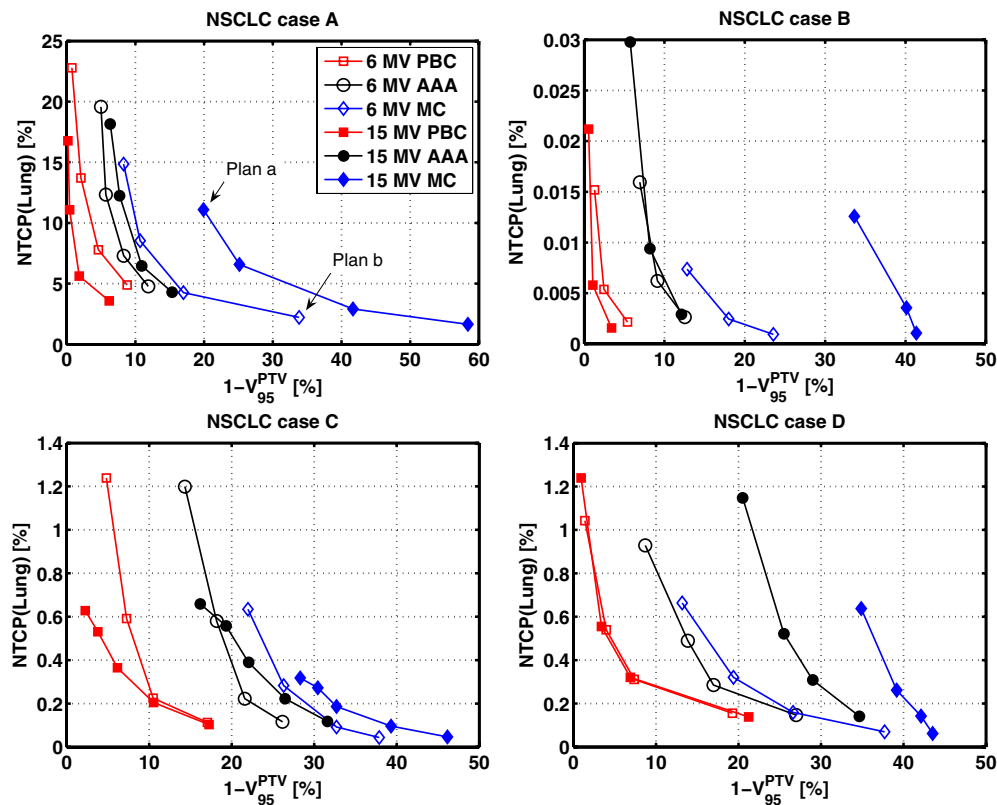 NSCLC case A
NTCP(Lung) [%]
25
20
15
10
5
0
0 10 20 30 40 50 60
1−V95PTV [%]
6 MV PBC
6 MV AAA
6 MV MC
15 MV PBC
15 MV AAA
15 MV MC
Plan a
Plan b
NSCLC case B
NTCP(Lung) [%]
0.03
0.025
0.02
0.015
0.01
0.005
0
0 10 20 30 40 50
1−V95PTV [%]
NSCLC case C
NTCP(Lung) [%]
1.4
1.2
1
0.8
0.6
0.4
0.2
0
0 10 20 30 40 50
1−V95PTV [%]
NSCLC case D
NTCP(Lung) [%]
1.4
1.2
1
0.8
0.6
0.4
0.2
0
0 10 20 30 40 50
1−V95PTV [%]